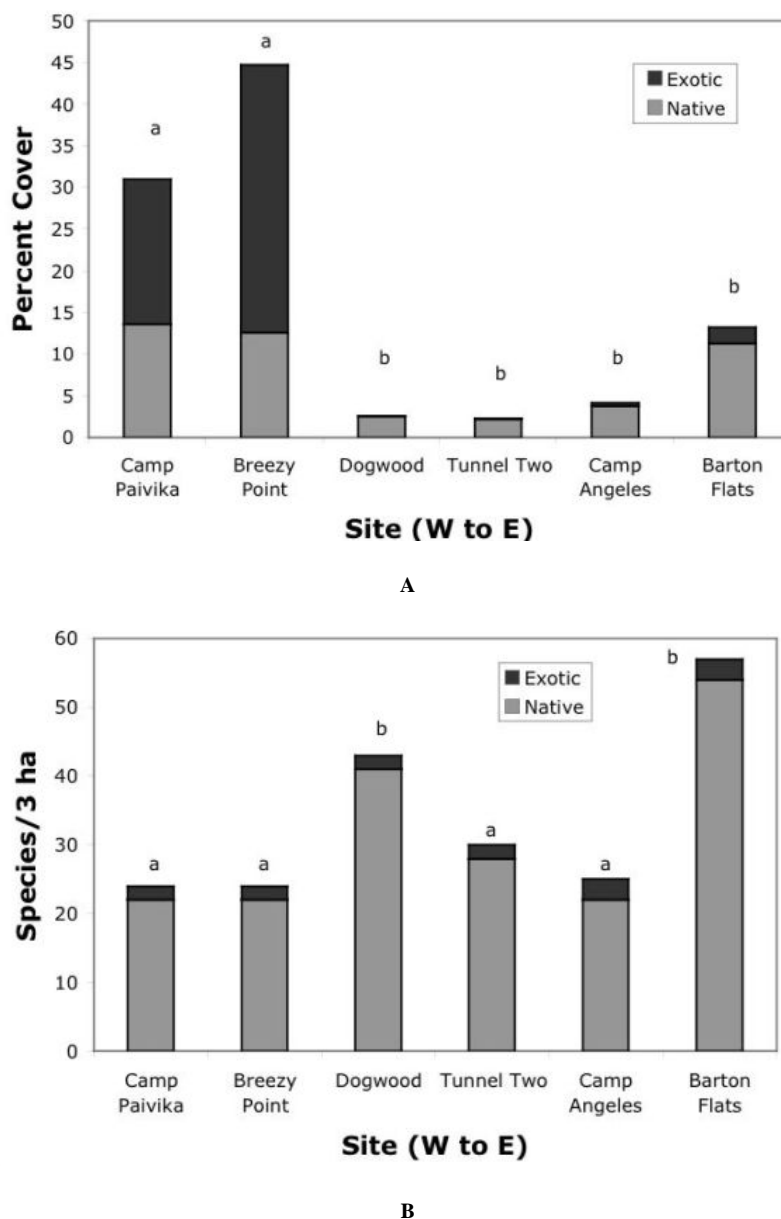 50
45
40
35
30
25
20
15
10
5
0
Percent Cover
a
a
b
b
b
b
Exotic
Native
Camp Paivika
Breezy Point
Dogwood
Tunnel Two
Camp Angeles
Barton Flats
Site (W to E)
A
60
50
40
30
20
10
0
Species/3 ha
a
a
b
a
a
b
Exotic
Native
Camp Paivika
Breezy Point
Dogwood
Tunnel Two
Camp Angeles
Barton Flats
Site (W to E)
B